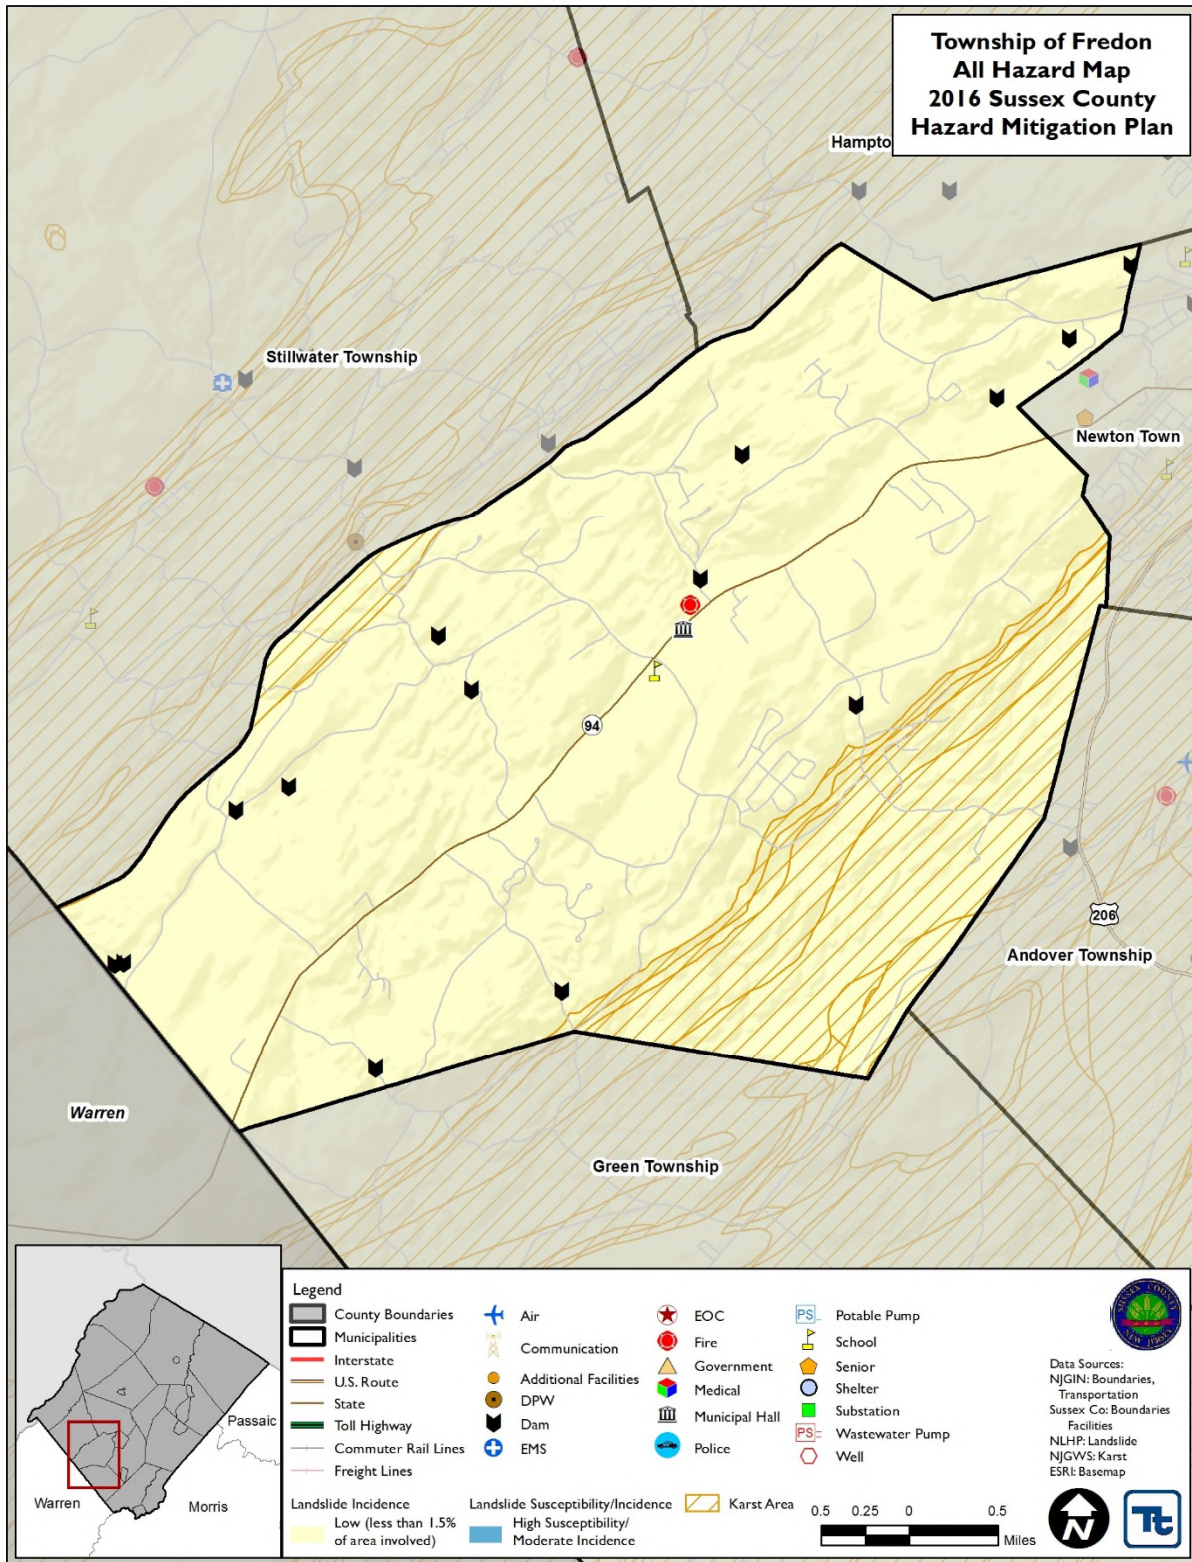 Township of Fredon
All Hazard Map
2016 Sussex County
Hazard Mitigation Plan
Hampto
Stillwater Township
Newton Town
94
206
Andover Township
Warren
Green Township
Legend
County Boundaries
Municipalities
Interstate
U.S. Route
State
Toll Highway
Commuter Rail Lines
Freight Lines
Air
Communication
Additional Facilities
DPW
Dam
EMS
EOC
Fire
Government
Medical
Municipal Hall
Police
PS
Potable Pump
School
Senior
Shelter
Substation
PS
Wastewater Pump
Well
Landslide Incidence
Low (less than 1.5%
of area involved)
Landslide Susceptibility/Incidence
High Susceptibility/
Moderate Incidence
Karst Area
0.5 0.25 0 0.5
Miles
SUSSEX COUNTY
NEW JERSEY
Data Sources:
NJGIN: Boundaries,
Transportation
Sussex Co: Boundaries
Facilities
NLHP: Landslide
NJGWS: Karst
ESRI: Basemap
N
Tt
Passaic
Warren
Morris